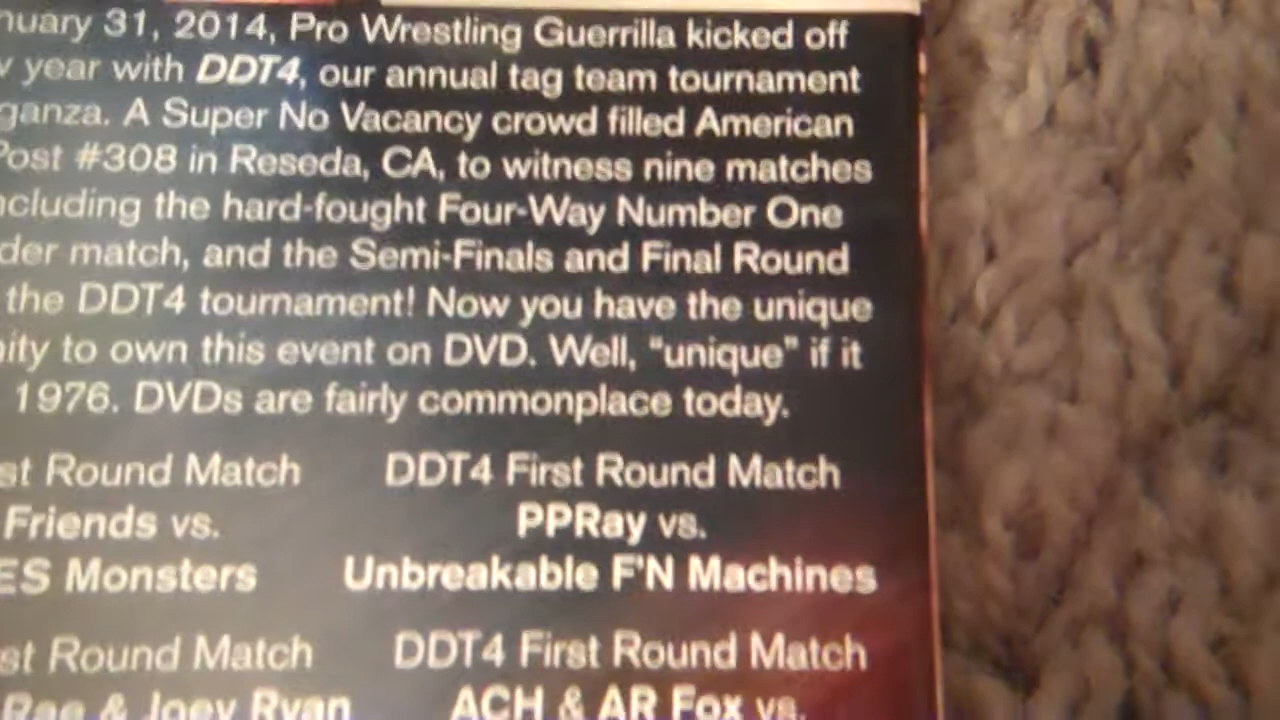 nuary 31, 2014, Pro Wrestling Guerrilla kicked off
w year with DDT4, our annual tag team tournament
ganza. A Super No Vacancy crowd filled American
Post #308 in Reseda, CA, to witness nine matches
ncluding the hard-fought Four-Way Number One
der match, and the Semi-Finals and Final Round
the DDT4 tournament! Now you have the unique
nity to own this event on DVD. Well, "unique" if it
1976. DVDs are fairly commonplace today.
st Round Match DDT4 First Round Match
Friends vs. PPRay vs.
ES Monsters Unbreakable F'N Machines
st Round Match DDT4 First Round Match
Rae & Joey Ryan ACH & AR Fox vs.